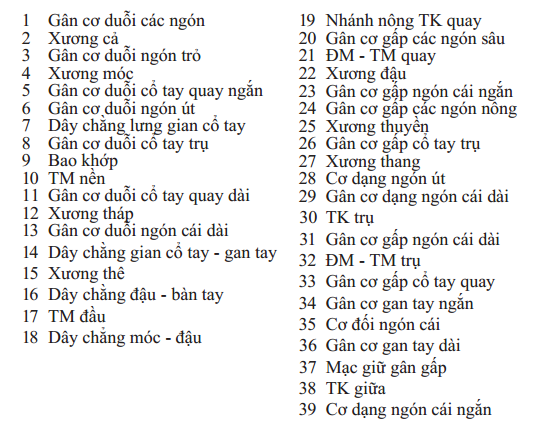 1 Gân cơ duỗi các ngón
2 Xương cả
3 Gân cơ duỗi ngón trỏ
4 Xương móc
5 Gân cơ duỗi cổ tay quay ngắn
6 Gân cơ duỗi ngón út
7 Dây chằng lưng gian cổ tay
8 Gân cơ duỗi cổ tay trụ
9 Bao khớp
10 TM nền
11 Gân cơ duỗi cổ tay quay dài
12 Xương tháp
13 Gân cơ duỗi ngón cái dài
14 Dây chằng gian cổ tay - gan tay
15 Xương thê
16 Dây chằng đậu - bàn tay
17 TM đầu
18 Dây chằng móc - đậu
19 Nhánh nông TK quay
20 Gân cơ gấp các ngón sâu
21 ĐM - TM quay
22 Xương đậu
23 Gân cơ gấp ngón cái ngắn
24 Gân cơ gấp các ngón nông
25 Xương thuyền
26 Gân cơ gấp cổ tay trụ
27 Xương thang
28 Cơ dạng ngón út
29 Gân cơ dạng ngón cái dài
30 TK trụ
31 Gân cơ gấp ngón cái dài
32 ĐM - TM trụ
33 Gân cơ gấp cổ tay quay
34 Gân cơ gan tay ngắn
35 Cơ đối ngón cái
36 Gân cơ gan tay dài
37 Mạc giữ gân gấp
38 TK giữa
39 Cơ dạng ngón cái ngắn